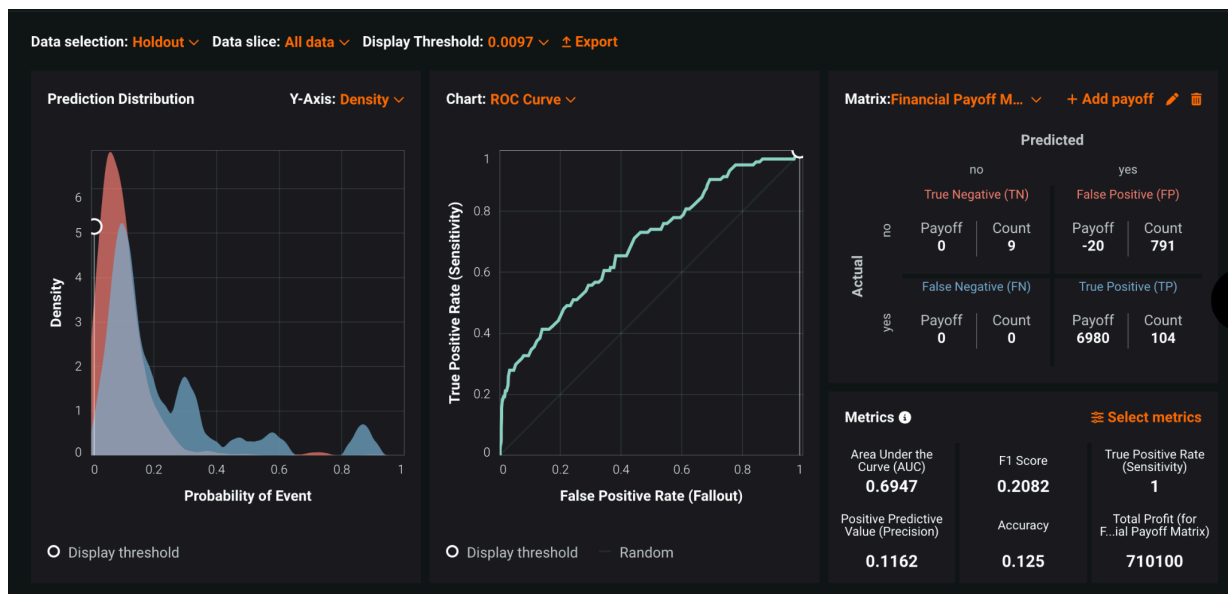 Data selection: Holdout Data slice: All data Display Threshold: 0.0097 Export
Prediction Distribution Y-Axis: Density
6
5
4
3
2
1
0
Density
0 0.2 0.4 0.6 0.8 1
Probability of Event
Display threshold
Chart: ROC Curve
1
0.8
0.6
0.4
0.2
0
True Positive Rate (Sensitivity)
0 0.2 0.4 0.6 0.8 1
False Positive Rate (Fallout)
Display threshold Random
Matrix:Financial Payoff M... + Add payoff
Predicted
no yes
Actual
no
True Negative (TN) False Positive (FP)
Payoff Count Payoff Count
0 9 -20 791
yes
False Negative (FN) True Positive (TP)
Payoff Count Payoff Count
0 0 6980 104
Metrics Select metrics
Area Under the F1 Score True Positive Rate
Curve (AUC) (Sensitivity)
0.6947 0.2082 1
Positive Predictive Accuracy Total Profit (for
Value (Precision) F...ial Payoff Matrix)
0.1162 0.125 710100